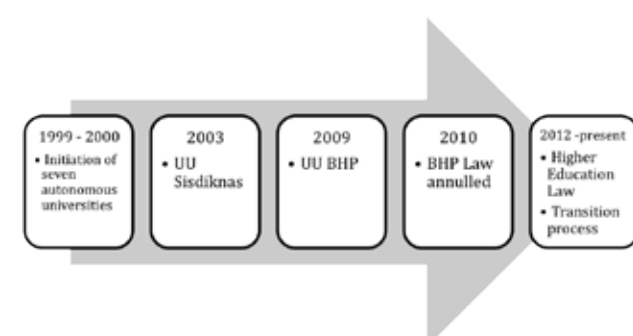 1999 - 2000
• Initiation of
seven
autonomous
universities
2003
• UU
Sisdiknas
2009
• UU BHP
2010
• BHP Law
annulled
2012 -present
• Higher
Education
Law
• Transition
process